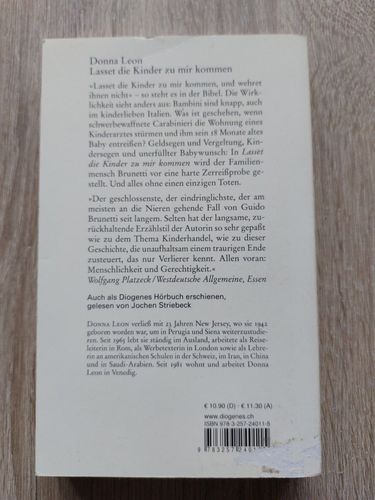 Donna Leon
Lasset die Kinder zu mir kommen
»Lasset die Kinder zu mir kommen, und wehret
ihnen nicht« – so steht es in der Bibel. Die Wirk-
lichkeit sieht anders aus: Bambini sind knapp, auch
im kinderlieben Italien. Was ist geschehen, wenn
schwerbewaffnete Carabinieri die Wohnung eines
Kinderarztes stürmen und ihm sein 18 Monate altes
Baby entreißen? Geldsegen und Vergeltung, Kin-
dersegen und unerfüllter Babywunsch: In Lasset
die Kinder zu mir kommen wird der Familien-
mensch Brunetti vor eine harte Zerreißprobe ge-
stellt. Und alles ohne einen einzigen Toten.
»Der geschlossenste, der eindringlichste, der am
meisten an die Nieren gehende Fall von Guido
Brunetti seit langem. Selten hat der langsame, zu-
rückhaltende Erzählstil der Autorin so sehr gepaßt
wie zu dem Thema Kinderhandel, wie zu dieser
Geschichte, die unaufhaltsam einem traurigen Ende
zusteuert, das nur Verlierer kennt. Allen voran:
Menschlichkeit und Gerechtigkeit.«
Wolfgang Platzeck / Westdeutsche Allgemeine, Essen
Auch als Diogenes Hörbuch erschienen,
gelesen von Jochen Striebeck
DONNA LEON verließ mit 23 Jahren New Jersey, wo sie 1942
geboren worden war, um in Perugia und Siena weiterzustudie-
ren. Seit 1965 lebt sie ständig im Ausland, arbeitete als Reise-
leiterin in Rom, als Werbetexterin in London sowie als Lehre-
rin an amerikanischen Schulen in der Schweiz, im Iran, in China
und in Saudi-Arabien. Seit 1981 wohnt und arbeitet Donna
Leon in Venedig.
€ 10.90 (D) · € 11.30 (A)
www.diogenes.ch
ISBN 978-3-257-24011-5
9 783257 2401